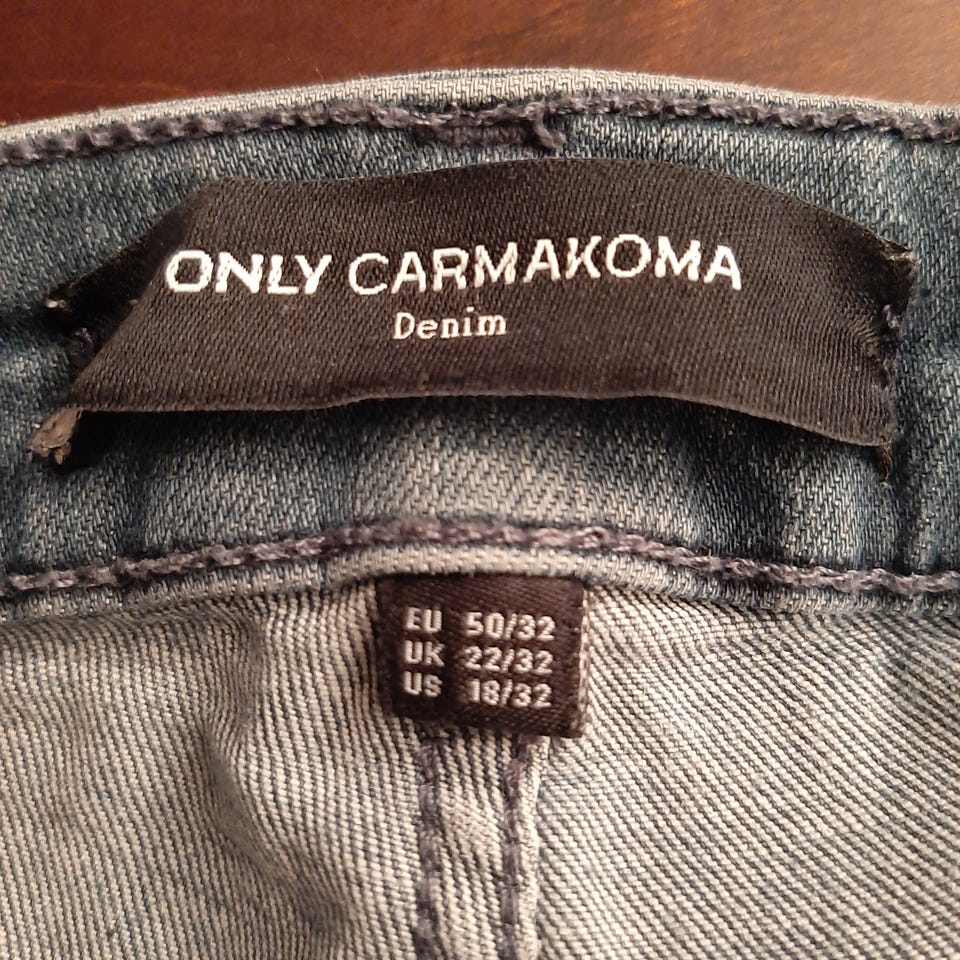 ONLY CARMAKOMA
Denim
EU 50/32
UK 22/32
US 18/32